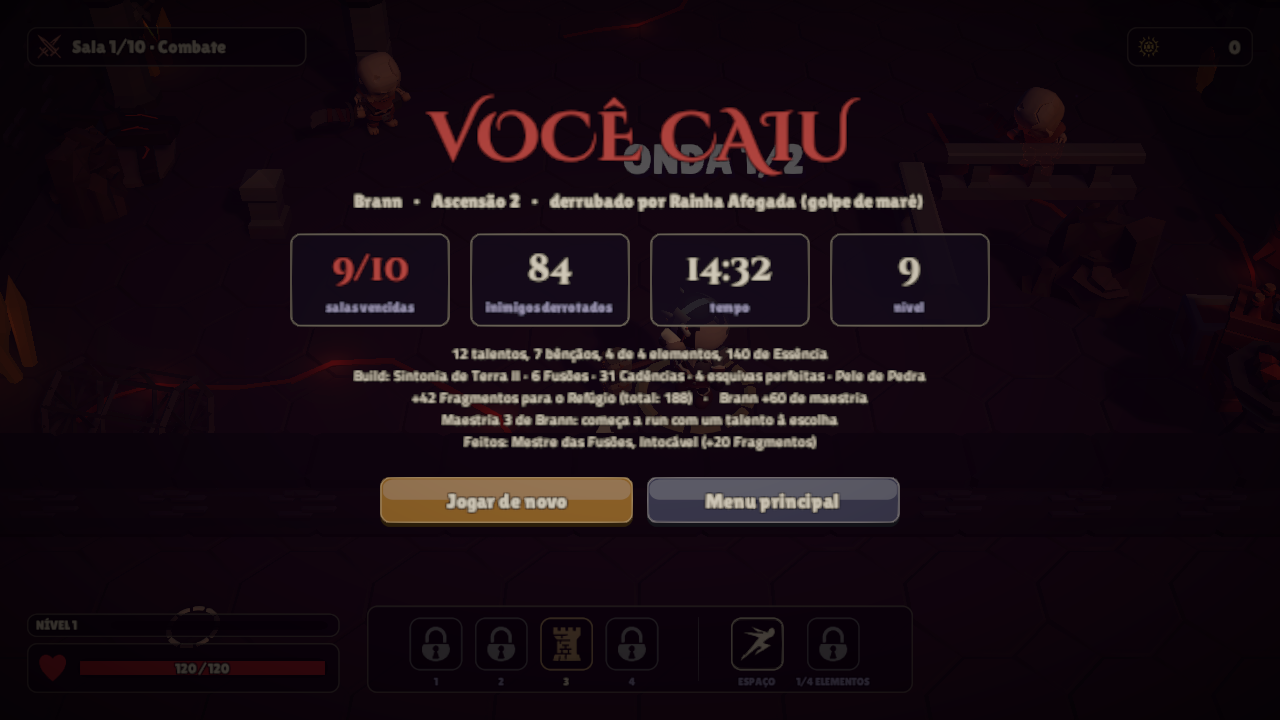 Sala 1/10 · Combate
0
VOCÊ CAIU
ONDA 1/2
Brann • Ascensão 2 • derrubado por Rainha Afogada (golpe de maré)
9/10
salas vencidas
84
inimigos derrotados
14:32
tempo
9
nível
12 talentos, 7 bênçãos, 4 de 4 elementos, 140 de Essência
Build: Sintonia de Terra II · 6 Fusões · 31 Cadências · 4 esquivas perfeitas · Pele de Pedra
+42 Fragmentos para o Refúgio (total: 188) • Brann +60 de maestria
Maestria 3 de Brann: começa a run com um talento à escolha
Feitos: Mestre das Fusões, Intocável (+20 Fragmentos)
Jogar de novo
Menu principal
NÍVEL 1
120/120
1
2
3
4
ESPAÇO
1/4 ELEMENTOS